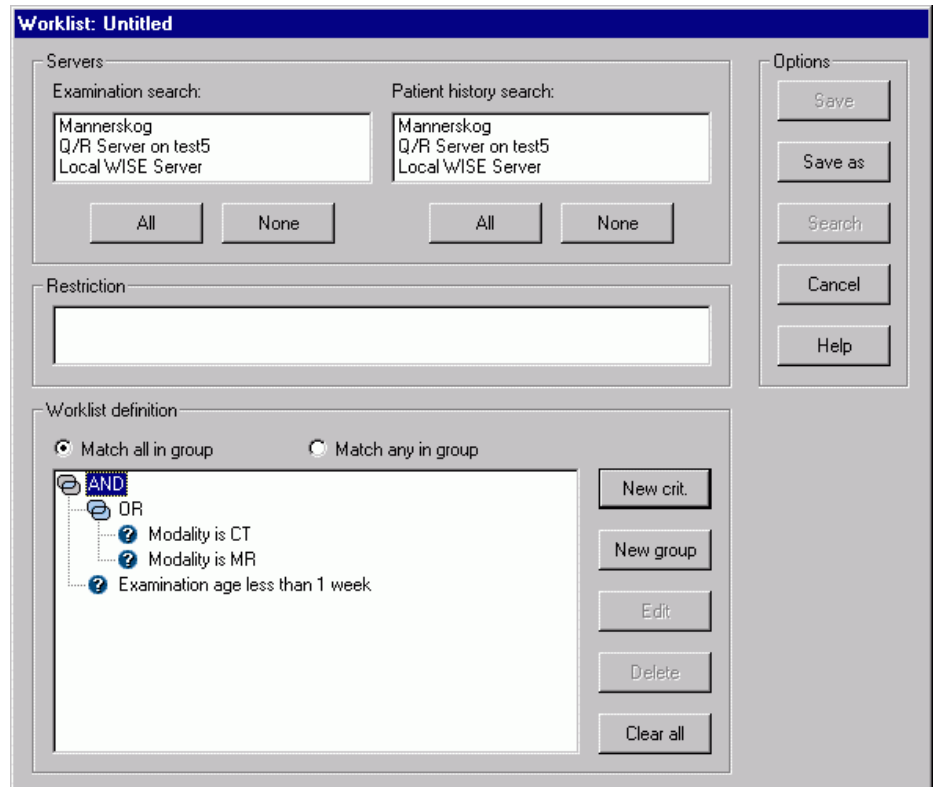 Worklist: Untitled
Servers
Examination search:
Mannerskog
Q/R Server on test5
Local WISE Server
All
None
Patient history search:
Mannerskog
Q/R Server on test5
Local WISE Server
All
None
Options
Save
Save as
Search
Cancel
Help
Restriction
Worklist definition
Match all in group
Match any in group
AND
OR
Modality is CT
Modality is MR
Examination age less than 1 week
New crit.
New group
Edit
Delete
Clear all